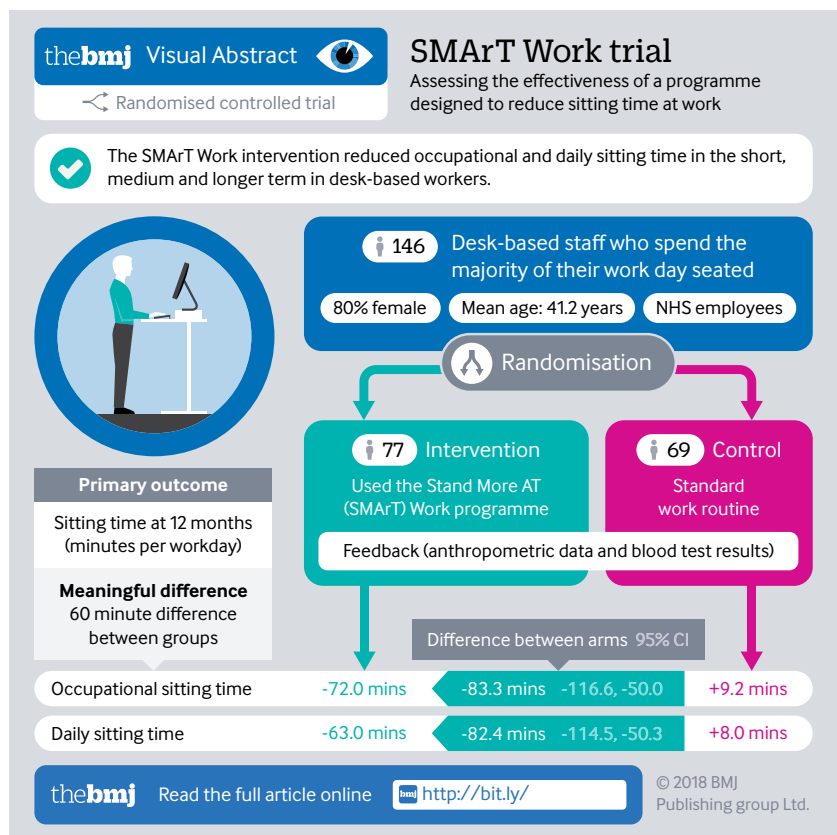 thebmj Visual Abstract
Randomised controlled trial
SMArT Work trial
Assessing the effectiveness of a programme
designed to reduce sitting time at work
The SMArT Work intervention reduced occupational and daily sitting time in the short,
medium and longer term in desk-based workers.
146 Desk-based staff who spend the
majority of their work day seated
80% female Mean age: 41.2 years NHS employees
Randomisation
77 Intervention
Used the Stand More AT
(SMArT) Work programme
69 Control
Standard
work routine
Feedback (anthropometric data and blood test results)
Primary outcome
Sitting time at 12 months
(minutes per workday)
Meaningful difference
60 minute difference
between groups
Difference between arms 95% CI
Occupational sitting time -72.0 mins -83.3 mins -116.6, -50.0 +9.2 mins
Daily sitting time -63.0 mins -82.4 mins -114.5, -50.3 +8.0 mins
thebmj Read the full article online bmj http://bit.ly/
© 2018 BMJ
Publishing group Ltd.